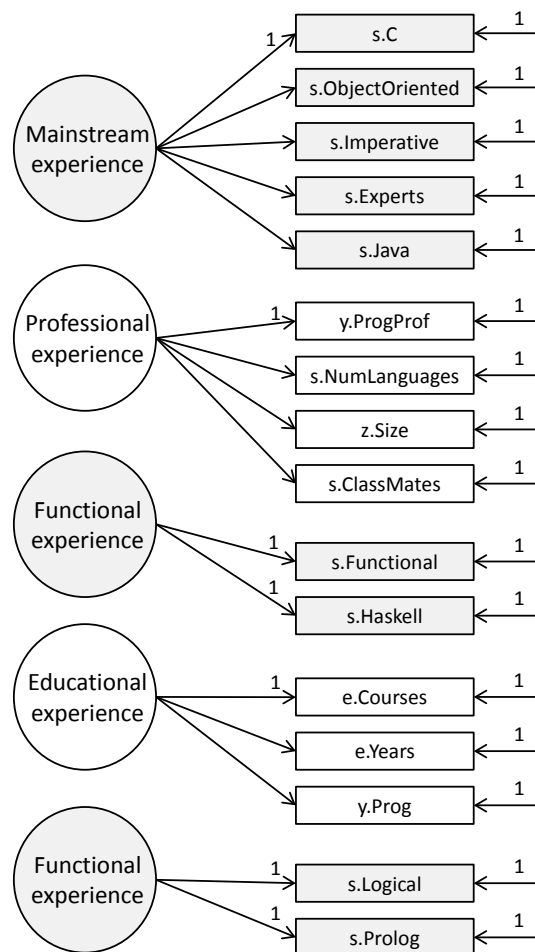 1
s.C
1
s.ObjectOriented
1
Mainstream
experience
s.Imperative
1
s.Experts
1
s.Java
1
Professional
experience
1
y.ProgProf
1
s.NumLanguages
1
z.Size
1
s.ClassMates
1
Functional
experience
1
s.Functional
1
1
s.Haskell
1
Educational
experience
1
e.Courses
1
e.Years
1
y.Prog
1
Functional
experience
1
s.Logical
1
1
s.Prolog
1